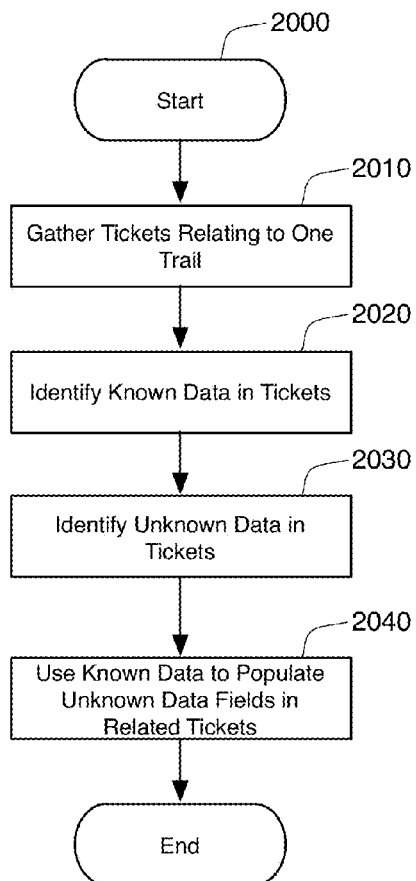 2000
Start
2010
Gather Tickets Relating to One
Trail
2020
Identify Known Data in Tickets
2030
Identify Unknown Data in
Tickets
2040
Use Known Data to Populate
Unknown Data Fields in
Related Tickets
End